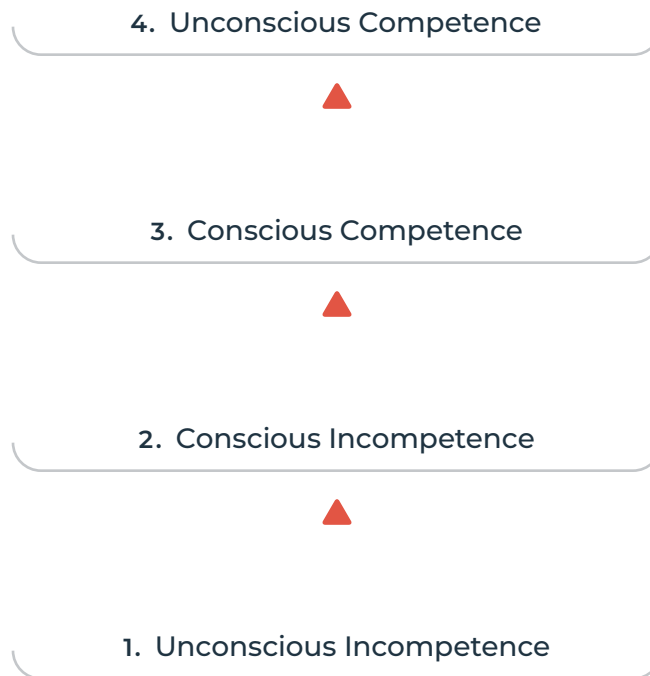 4. Unconscious Competence
3. Conscious Competence
2. Conscious Incompetence
1. Unconscious Incompetence